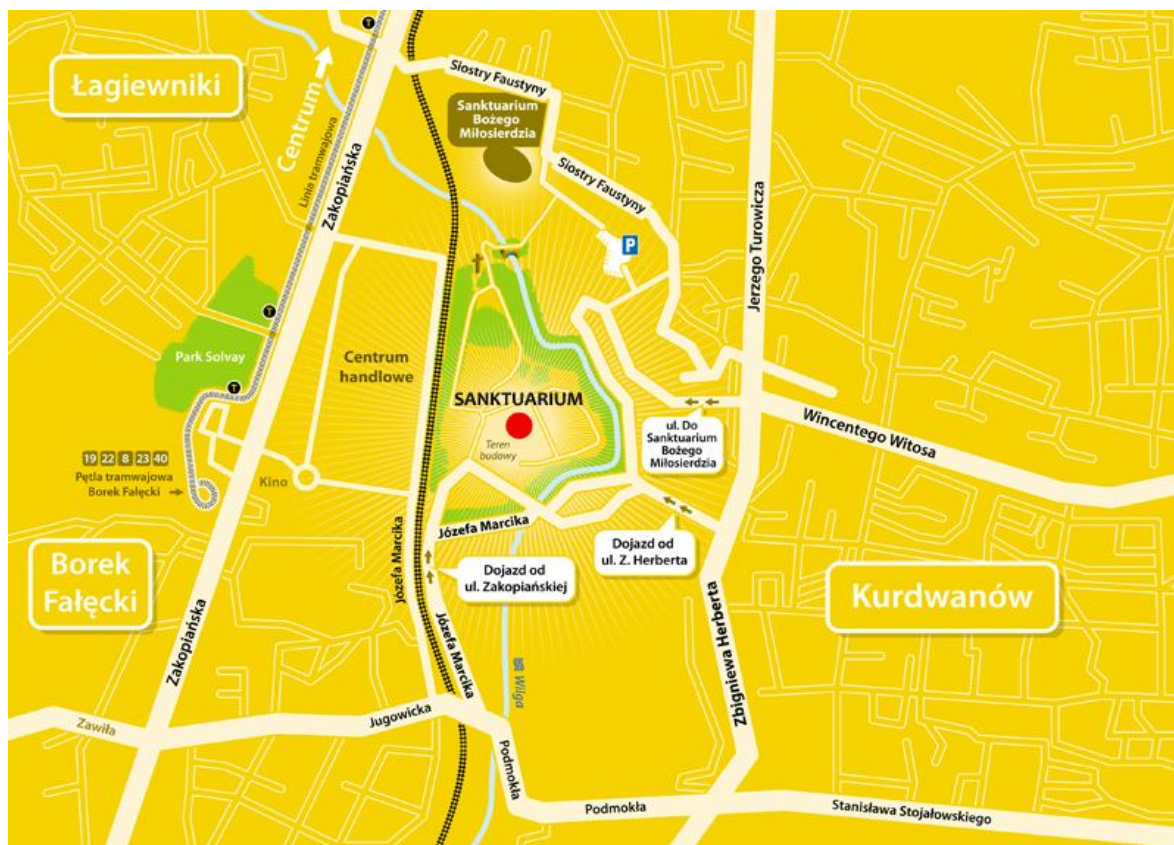 Łagiewniki
Centrum
Linia tramwajowa
Zakopiańska
T
Siostry Faustyny
Sanktuarium
Bożego
Miłosierdzia
Siostry Faustyny
P
Jerzego Turowicza
T
Park Solvay
T
Centrum
handlowe
SANKTUARIUM
Teren
budowy
ul. Do
Sanktuarium
Bożego
Miłosierdzia
Wincentego Witosa
19 22 8 23 40
Pętla tramwajowa
Borek Fałęcki
Kino
Józefa Marcika
Józefa Marcika
Dojazd od
ul. Z. Herberta
Dojazd od
ul. Zakopiańskiej
Borek
Fałęcki
Kurdwanów
Zakopiańska
Józefa Marcika
Wilga
Zbigniewa Herberta
Zawiła
Jugowicka
Podmokła
Podmokła
Stanisława Stojałowskiego